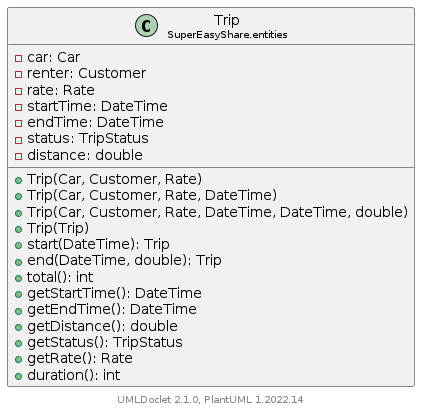 C Trip
SuperEasyShare.entities
car: Car
renter: Customer
rate: Rate
startTime: DateTime
endTime: DateTime
status: TripStatus
distance: double
Trip(Car, Customer, Rate)
Trip(Car, Customer, Rate, DateTime)
Trip(Car, Customer, Rate, DateTime, DateTime, double)
Trip(Trip)
start(DateTime): Trip
end(DateTime, double): Trip
total(): int
getStartTime(): DateTime
getEndTime(): DateTime
getDistance(): double
getStatus(): TripStatus
getRate(): Rate
duration(): int
UMLDoclet 2.1.0, PlantUML 1.2022.14